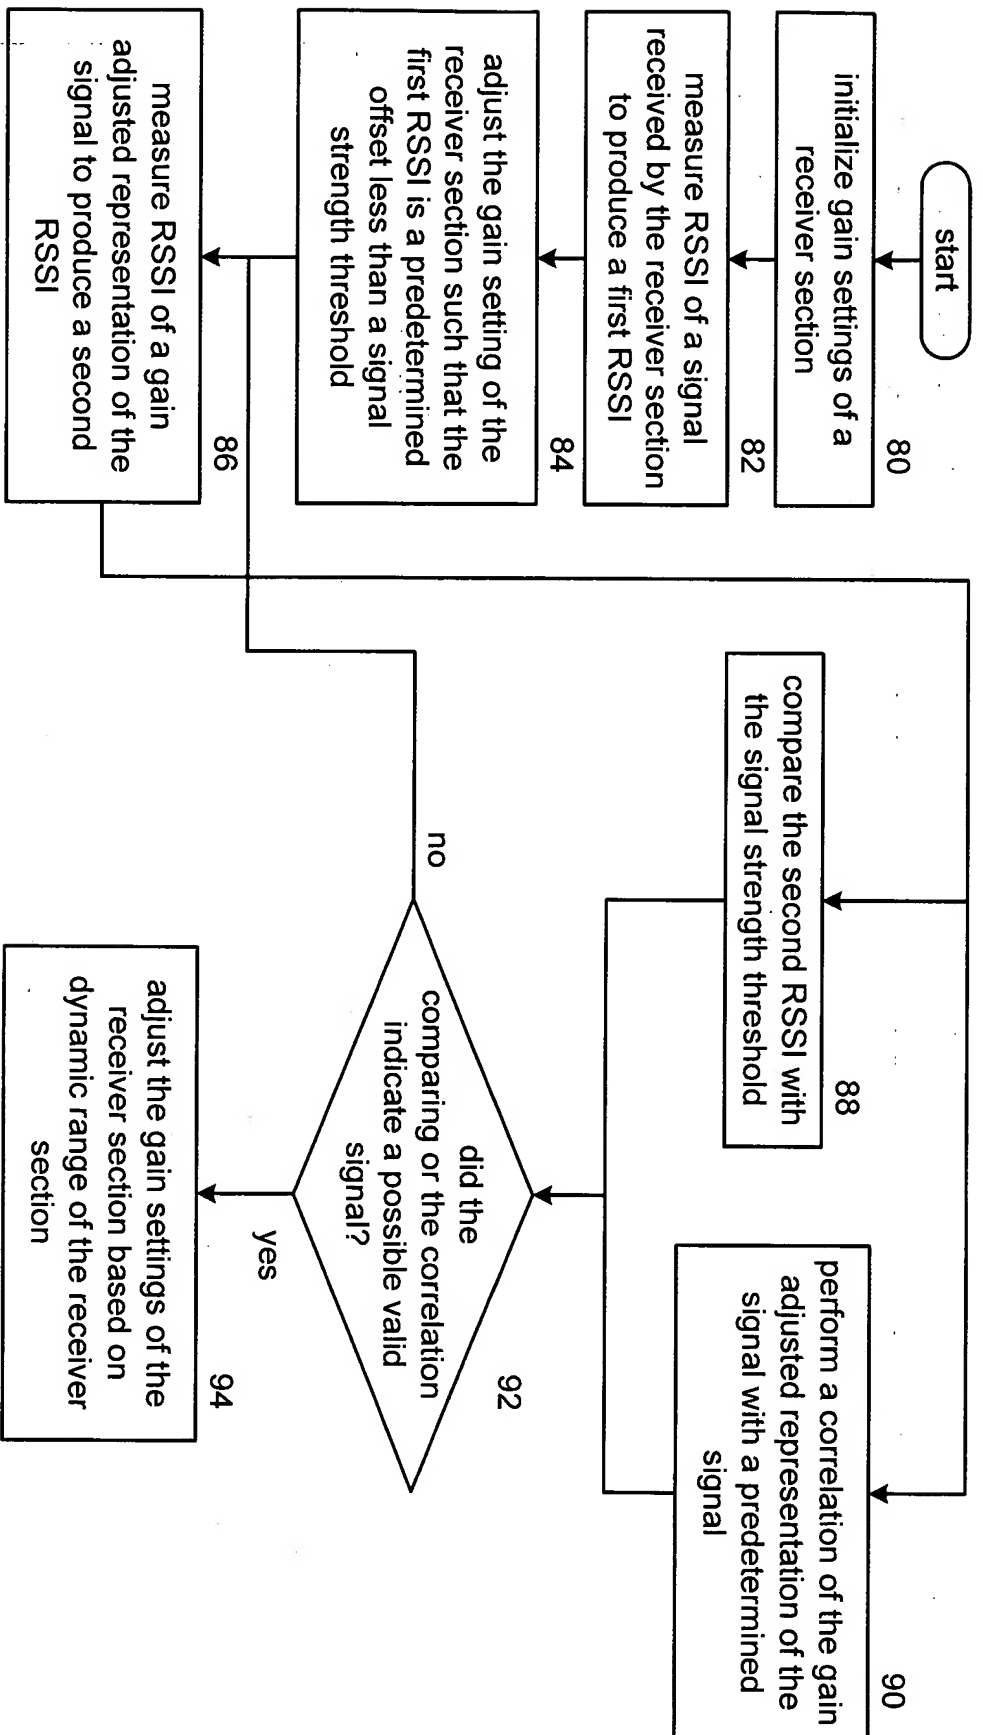 start
80
initialize gain settings of a
receiver section
82
measure RSSI of a signal
received by the receiver section
to produce a first RSSI
84
adjust the gain setting of the
receiver section such that the
first RSSI is a predetermined
offset less than a signal
strength threshold
86
measure RSSI of a gain
adjusted representation of the
signal to produce a second
RSSI
88
compare the second RSSI with
the signal strength threshold
90
perform a correlation of the gain
adjusted representation of the
signal with a predetermined
signal
92
did the
comparing or the correlation
indicate a possible valid
signal?
no
yes
94
adjust the gain settings of the
receiver section based on
dynamic range of the receiver
section